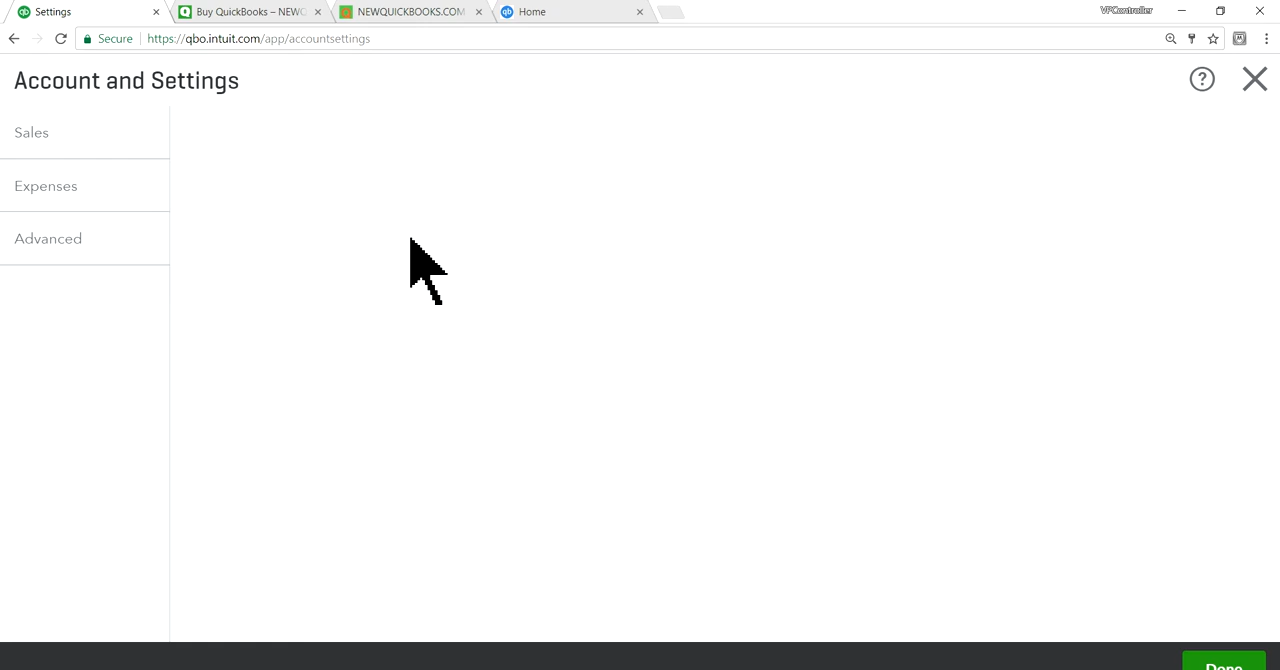 Settings
Buy QuickBooks – NEWQ
NEWQUICKBOOKS.COM
Home
VPController
Secure
https://qbo.intuit.com/app/accountsettings
Account and Settings
Sales
Expenses
Advanced
Done